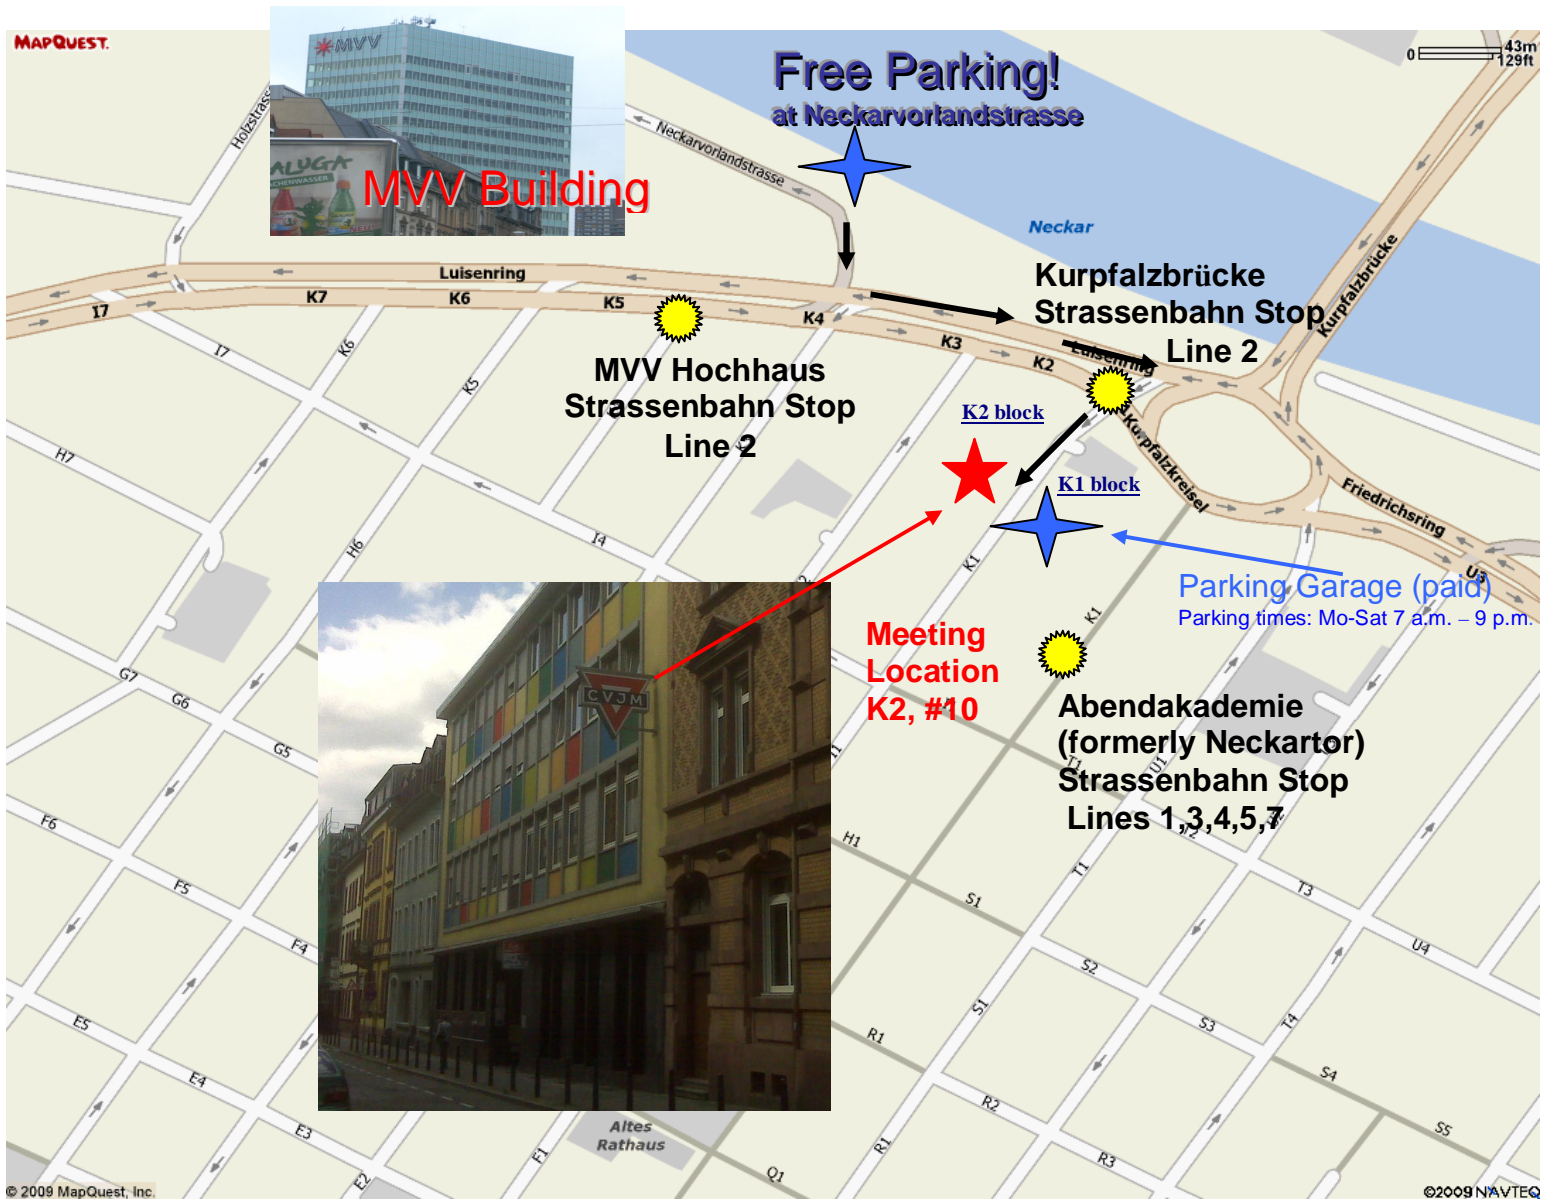 MAPQUEST.
MVV
Free Parking!
at Neckarvorlandstrasse
0 43m
129ft
Holzstrasse
Neckarvorlandstrasse
ALUGA
MVV Building
Neckar
Kurpfalzbrücke
Kurpfalzbrücke
Strassenbahn Stop
Line 2
Luisenring
K7
K6
K5
I7
K4
K3
K2
Luisenring
I7
K6
K5
MVV Hochhaus
Strassenbahn Stop
Line 2
K2 block
Kurpfalzkreisel
H7
K1 block
Friedrichsring
H6
I4
K1
U3
Parking Garage (paid)
Parking times: Mo-Sat 7 a.m. – 9 p.m.
K1
Meeting
Location
K2, #10
CVJM
G7
G6
G5
I1
Abendakademie
(formerly Neckartor)
Strassenbahn Stop
Lines 1,3,4,5,7
T1
U1
T2
H1
F6
F5
F4
S1
T1
T3
U4
S2
E5
S1
S3
T4
R1
E4
S4
R2
E3
Altes
Rathaus
S5
F1
R1
R3
E2
Q1
© 2009 MapQuest, Inc.
©2009 NAVTEQ